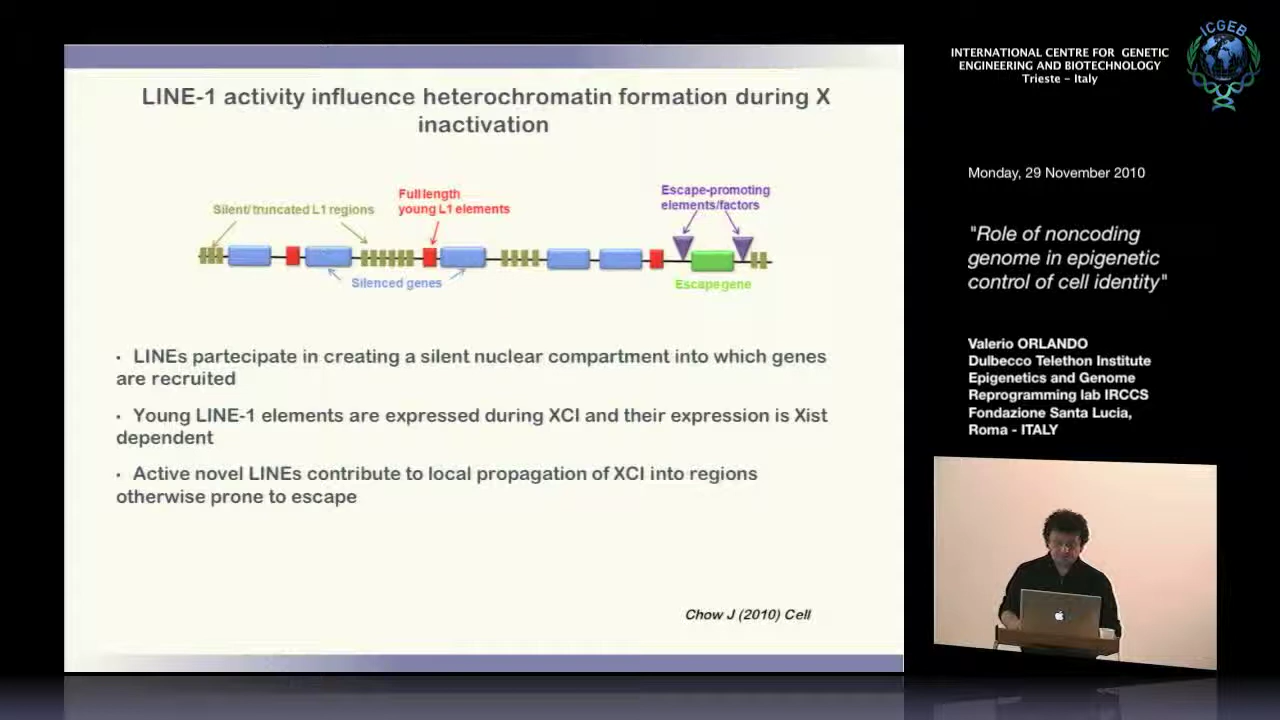 LINE-1 activity influence heterochromatin formation during X
inactivation
Silent/truncated L1 regions
Full length
young L1 elements
Escape-promoting
elements/factors
Silenced genes
Escape gene
· LINEs partecipate in creating a silent nuclear compartment into which genes
are recruited
· Young LINE-1 elements are expressed during XCI and their expression is Xist
dependent
· Active novel LINEs contribute to local propagation of XCI into regions
otherwise prone to escape
Chow J (2010) Cell
INTERNATIONAL CENTRE FOR GENETIC
ENGINEERING AND BIOTECHNOLOGY
Trieste - Italy
ICGEB
Monday, 29 November 2010
"Role of noncoding
genome in epigenetic
control of cell identity"
Valerio ORLANDO
Dulbecco Telethon Institute
Epigenetics and Genome
Reprogramming lab IRCCS
Fondazione Santa Lucia,
Roma - ITALY